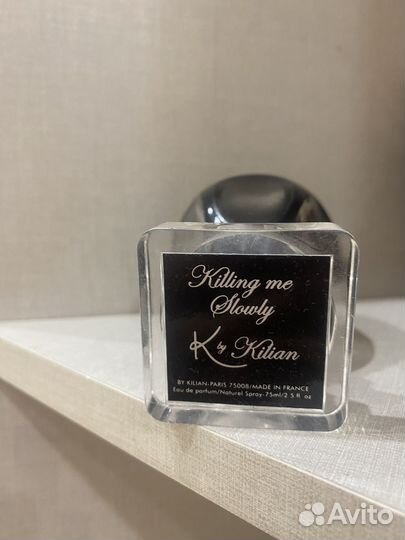 Killing me
Slowly
K by Kilian
BY KILIAN-PARIS 75008/MADE IN FRANCE
Eau de parfum/Naturel Spray-75ml/2 5 fl oz
Avito